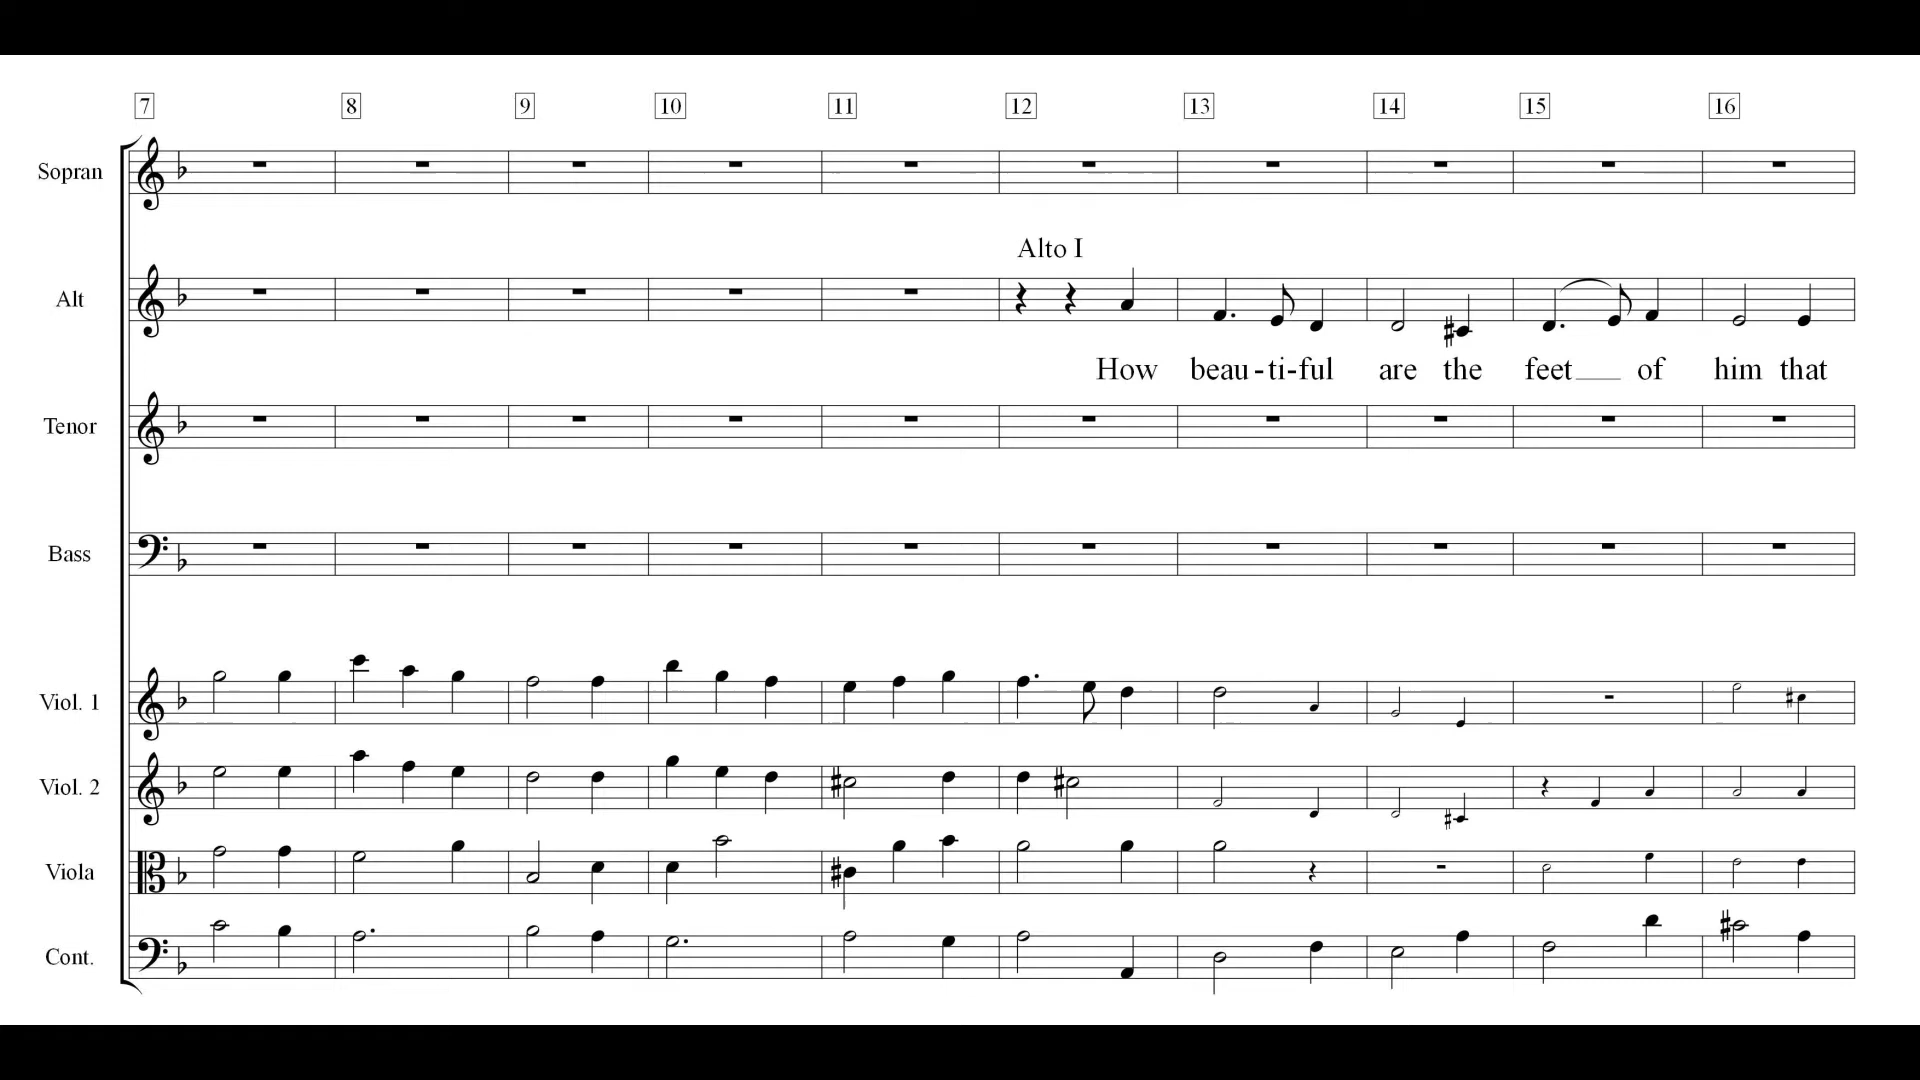 7 8 9 10 11 12 13 14 15 16
Sopran
Alto I
Alt
How beau-ti-ful are the feet of him that
Tenor
Bass
Viol. 1
Viol. 2
Viola
Cont.